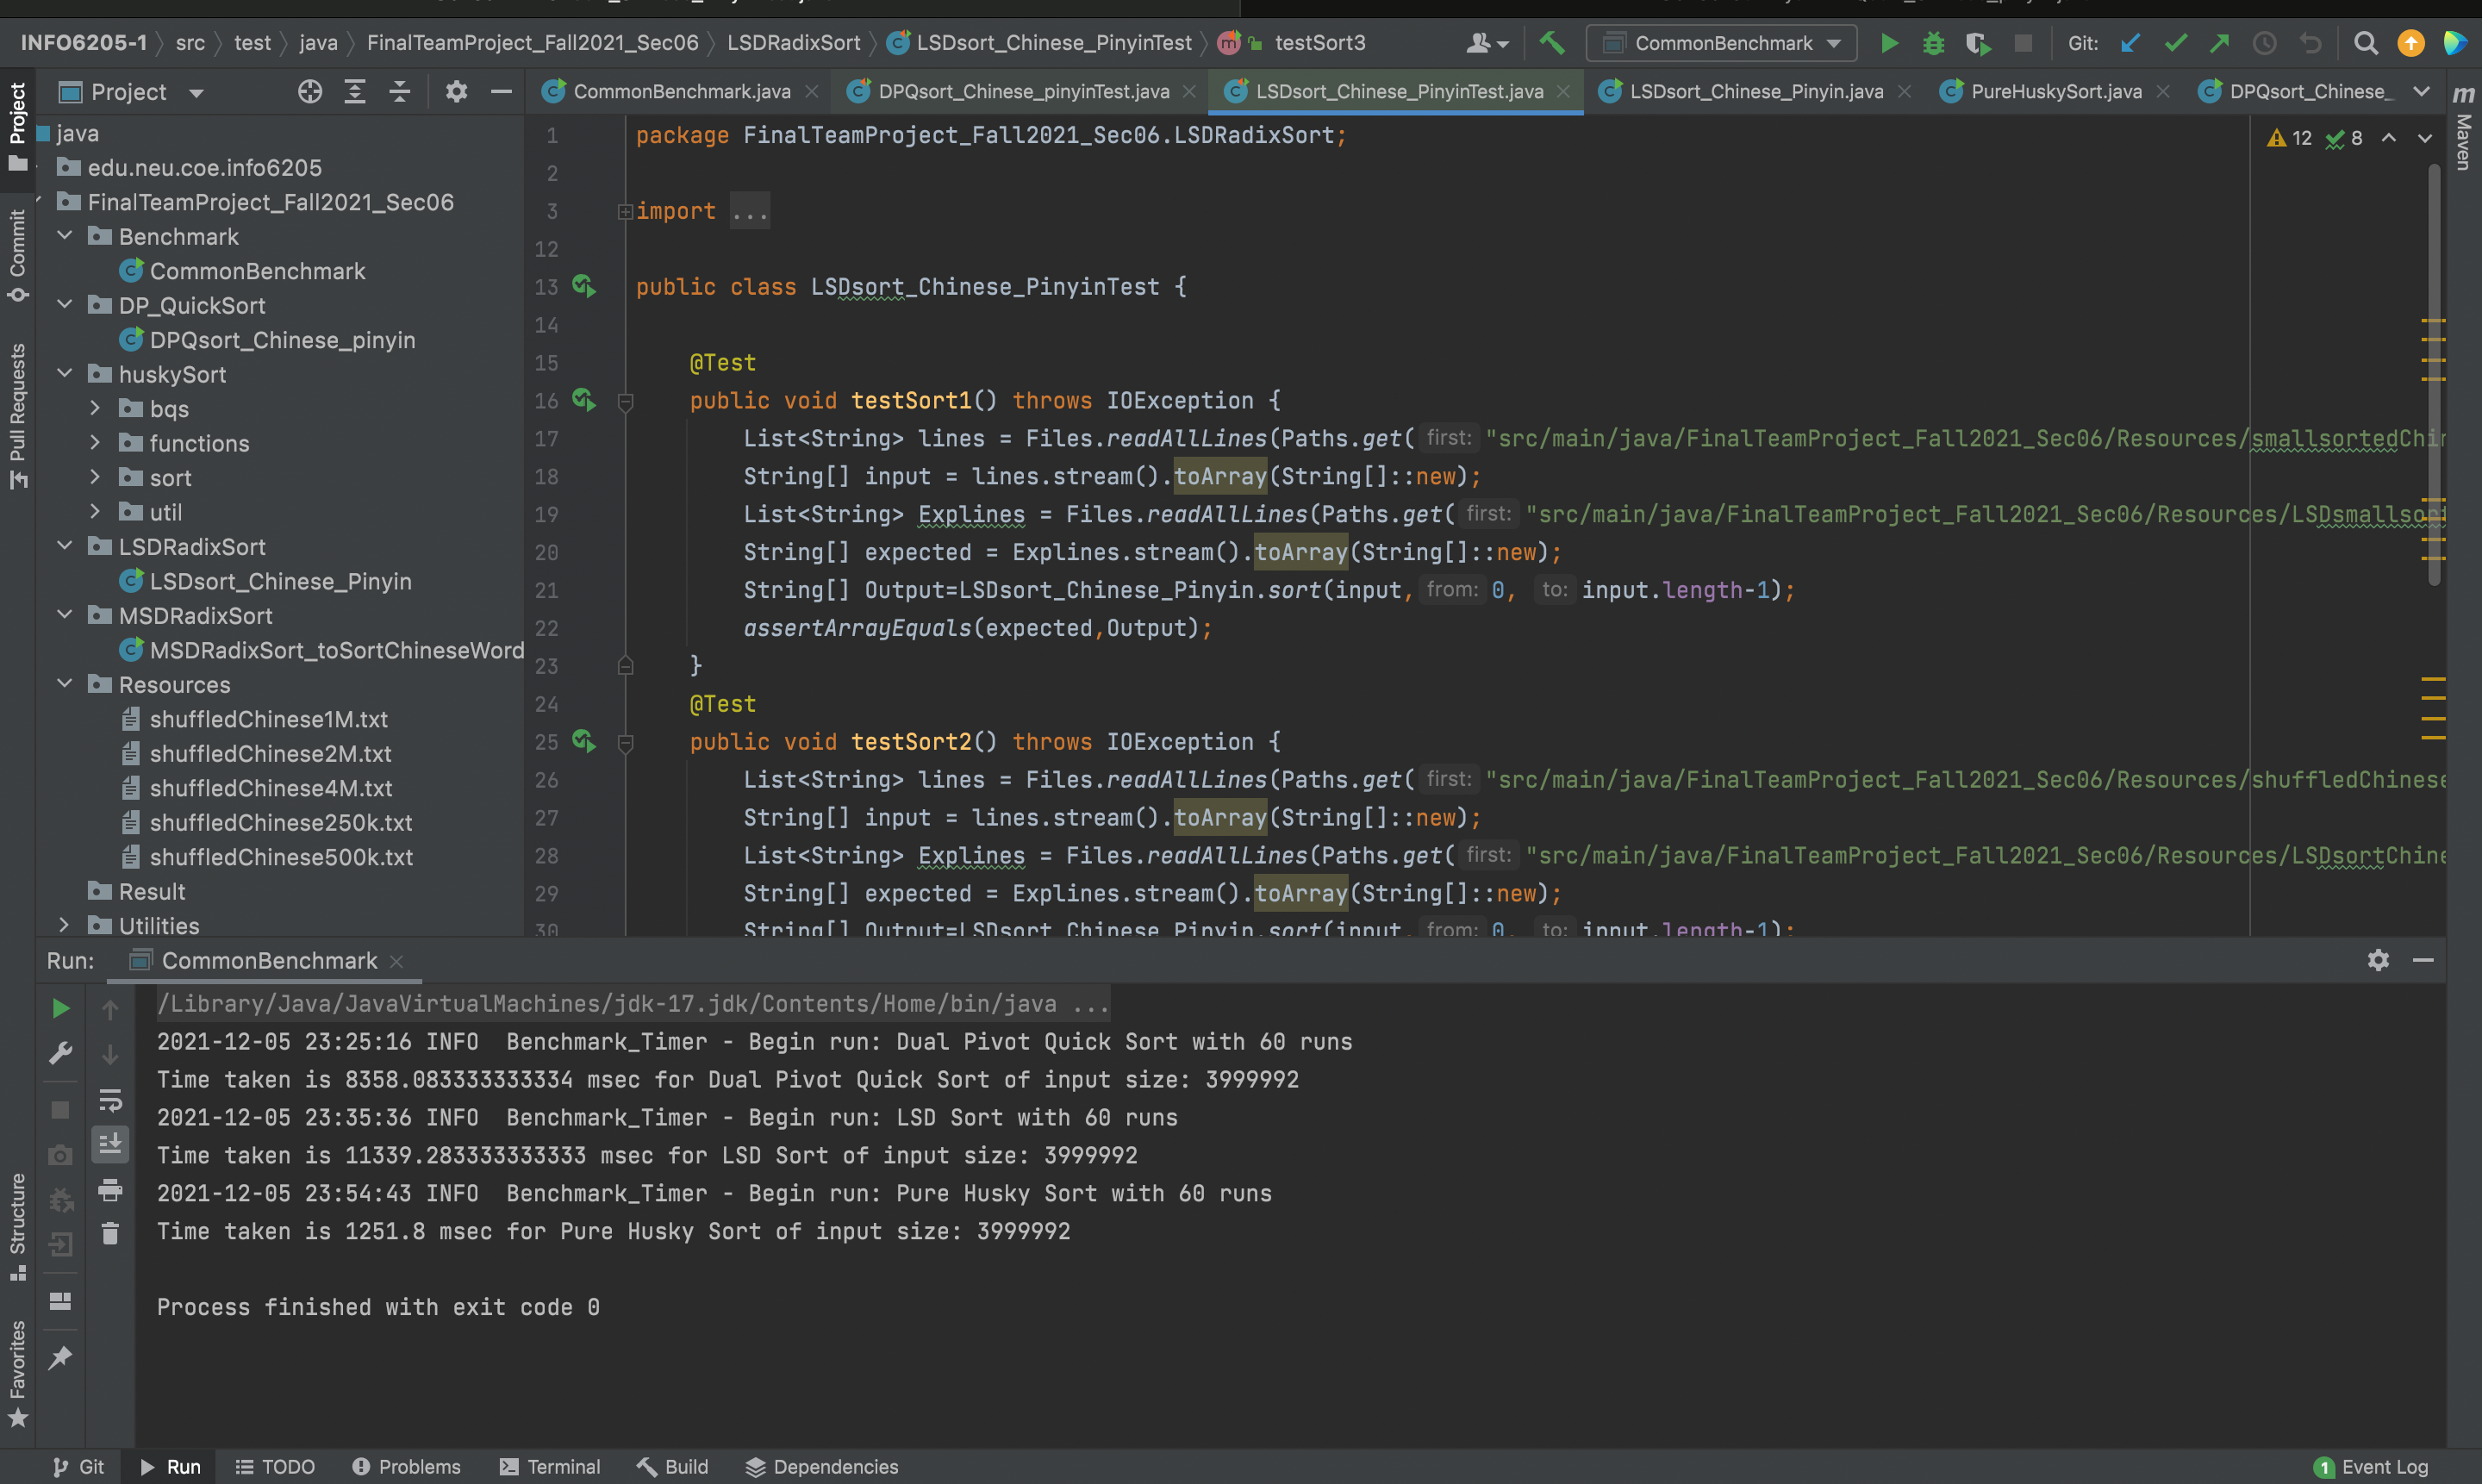 INFO6205-1 src test java FinalTeamProject_Fall2021_Sec06 LSDRadixSort LSDsort_Chinese_PinyinTest testSort3 CommonBenchmark Git:
Project CommonBenchmark.java DPQsort_Chinese_pinyinTest.java LSDsort_Chinese_PinyinTest.java LSDsort_Chinese_Pinyin.java PureHuskySort.java DPQsort_Chinese_
Project
Commit
Pull Requests
Structure
Favorites
Maven
java
edu.neu.coe.info6205
FinalTeamProject_Fall2021_Sec06
Benchmark
CommonBenchmark
DP_QuickSort
DPQsort_Chinese_pinyin
huskySort
bqs
functions
sort
util
LSDRadixSort
LSDsort_Chinese_Pinyin
MSDRadixSort
MSDRadixSort_toSortChineseWord
Resources
shuffledChinese1M.txt
shuffledChinese2M.txt
shuffledChinese4M.txt
shuffledChinese250k.txt
shuffledChinese500k.txt
Result
Utilities
12 8
1 package FinalTeamProject_Fall2021_Sec06.LSDRadixSort;
2
3 import ...
12
13 public class LSDsort_Chinese_PinyinTest {
14
15 @Test
16 public void testSort1() throws IOException {
17 List<String> lines = Files.readAllLines(Paths.get( first: "src/main/java/FinalTeamProject_Fall2021_Sec06/Resources/smallsortedChin
18 String[] input = lines.stream().toArray(String[]::new);
19 List<String> Explines = Files.readAllLines(Paths.get( first: "src/main/java/FinalTeamProject_Fall2021_Sec06/Resources/LSDsmallsort
20 String[] expected = Explines.stream().toArray(String[]::new);
21 String[] Output=LSDsort_Chinese_Pinyin.sort(input, from: 0, to: input.length-1);
22 assertArrayEquals(expected,Output);
23 }
24 @Test
25 public void testSort2() throws IOException {
26 List<String> lines = Files.readAllLines(Paths.get( first: "src/main/java/FinalTeamProject_Fall2021_Sec06/Resources/shuffledChinese
27 String[] input = lines.stream().toArray(String[]::new);
28 List<String> Explines = Files.readAllLines(Paths.get( first: "src/main/java/FinalTeamProject_Fall2021_Sec06/Resources/LSDsortChine
29 String[] expected = Explines.stream().toArray(String[]::new);
30 String[] Output=LSDsort_Chinese_Pinyin.sort(input, from: 0, to: input.length-1);
Run: CommonBenchmark
/Library/Java/JavaVirtualMachines/jdk-17.jdk/Contents/Home/bin/java ...
2021-12-05 23:25:16 INFO Benchmark_Timer - Begin run: Dual Pivot Quick Sort with 60 runs
Time taken is 8358.083333333334 msec for Dual Pivot Quick Sort of input size: 3999992
2021-12-05 23:35:36 INFO Benchmark_Timer - Begin run: LSD Sort with 60 runs
Time taken is 11339.283333333333 msec for LSD Sort of input size: 3999992
2021-12-05 23:54:43 INFO Benchmark_Timer - Begin run: Pure Husky Sort with 60 runs
Time taken is 1251.8 msec for Pure Husky Sort of input size: 3999992
Process finished with exit code 0
Git Run TODO Problems Terminal Build Dependencies 1 Event Log